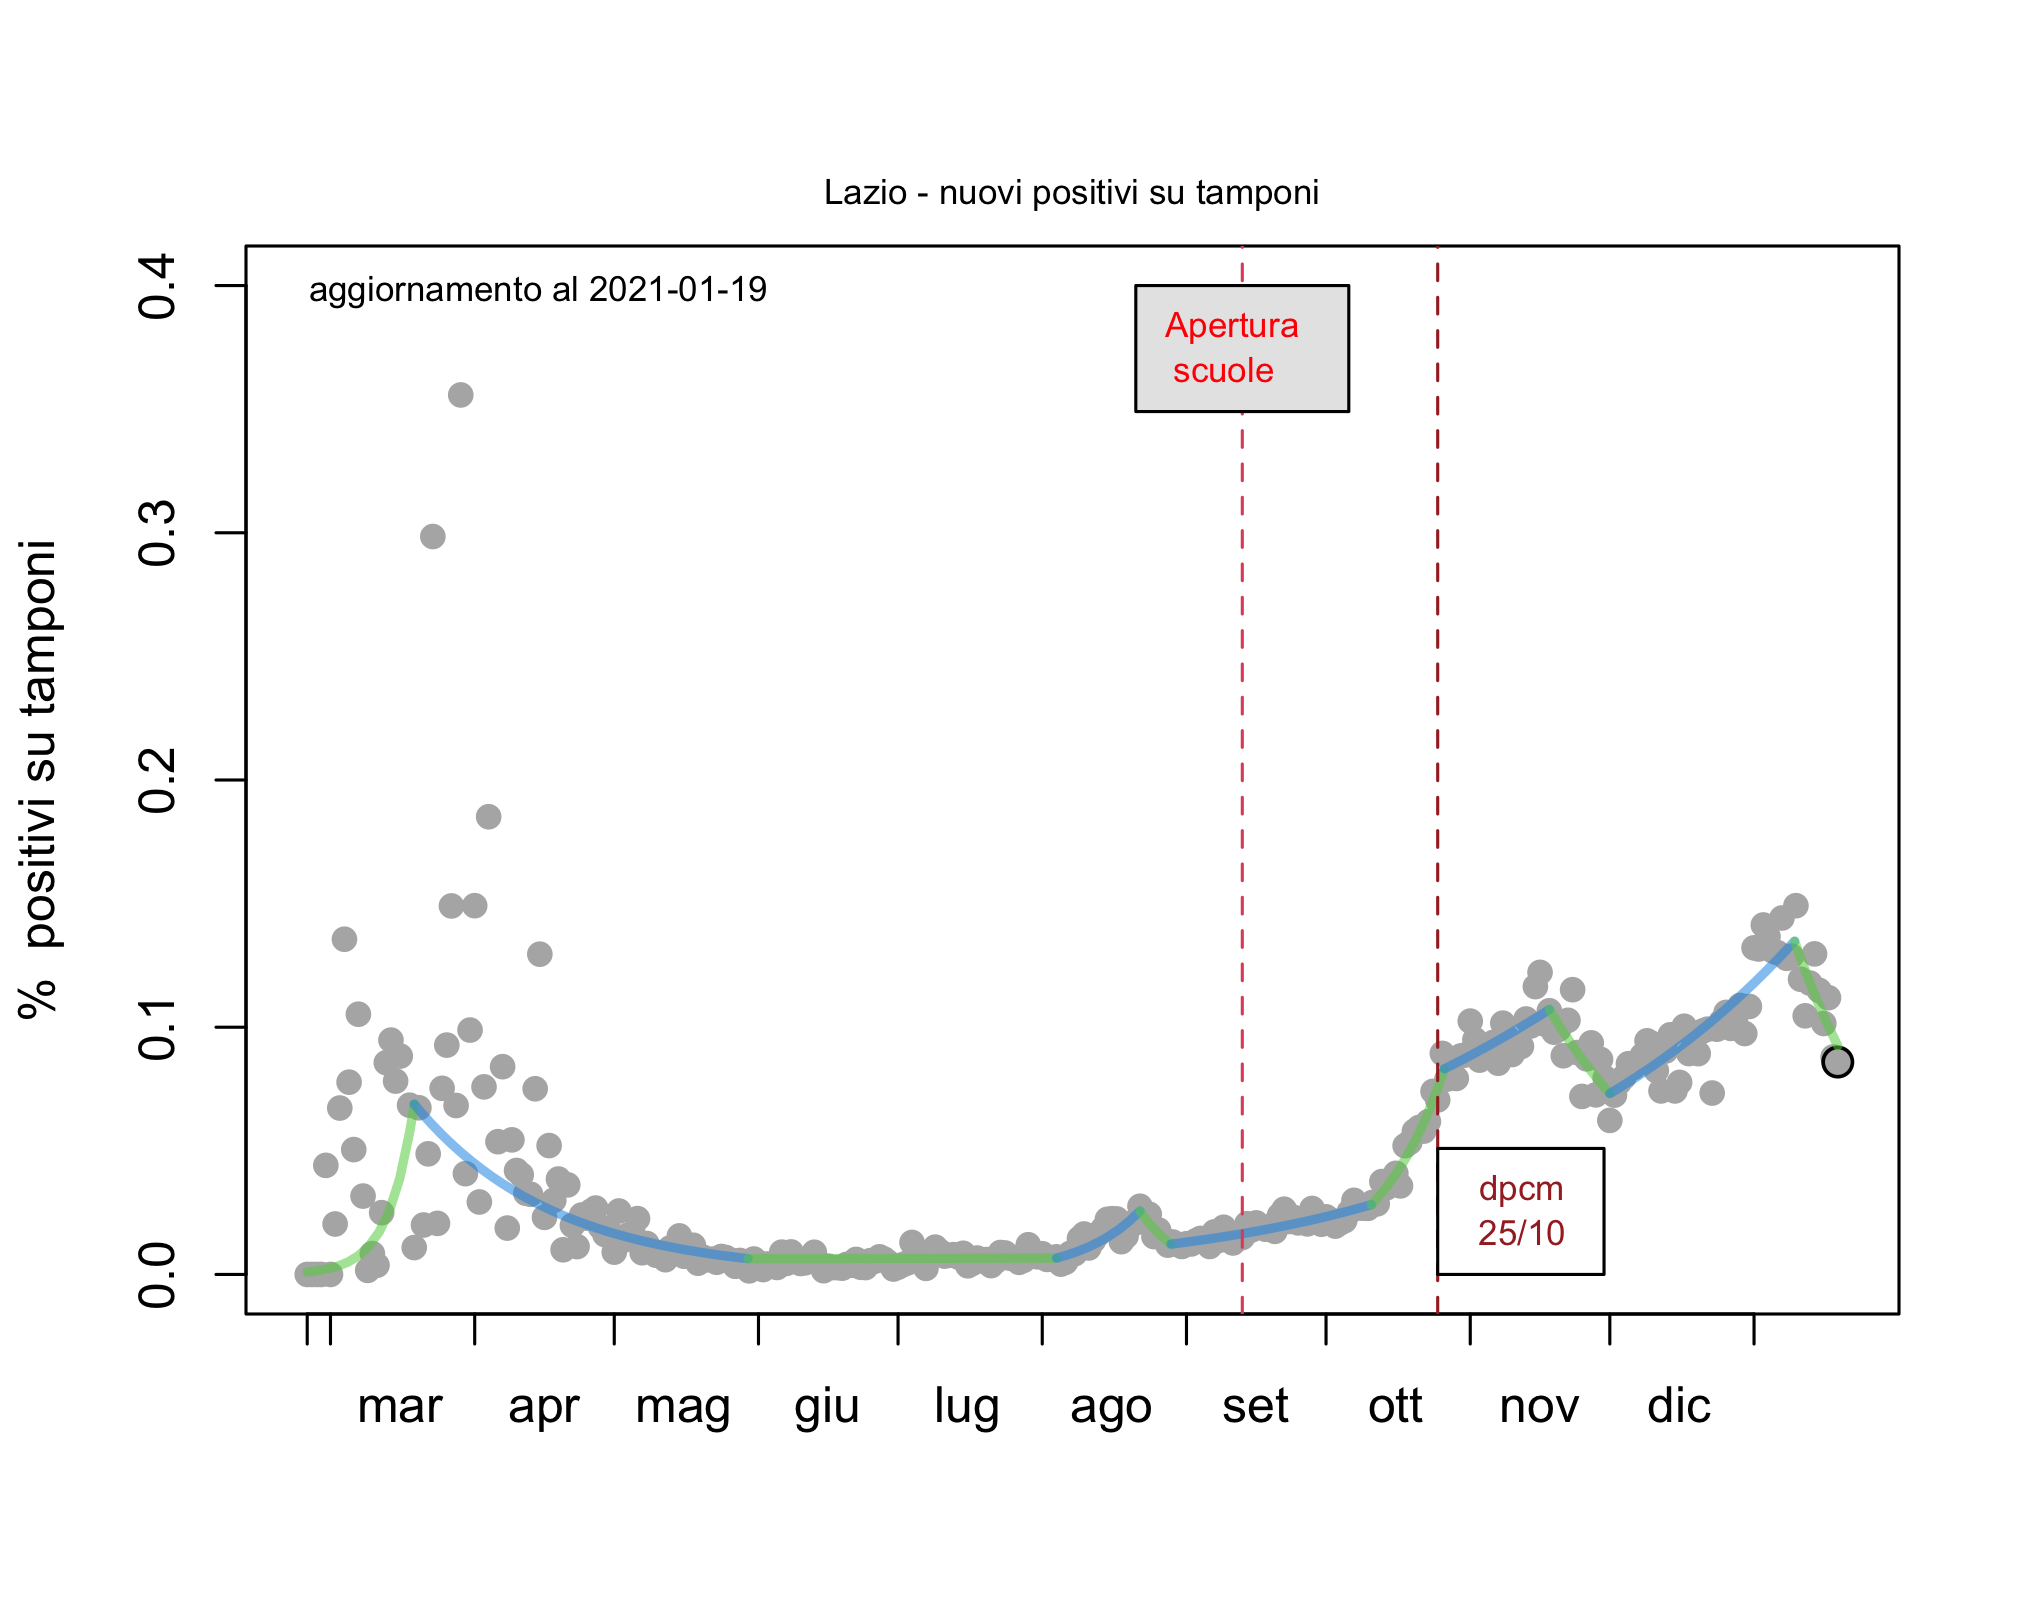 Lazio - nuovi positivi su tamponi
aggiornamento al 2021-01-19
Apertura
scuole
% positivi su tamponi
0.4
0.3
0.2
0.1
0.0
dpcm
25/10
mar apr mag giu lug ago set ott nov dic